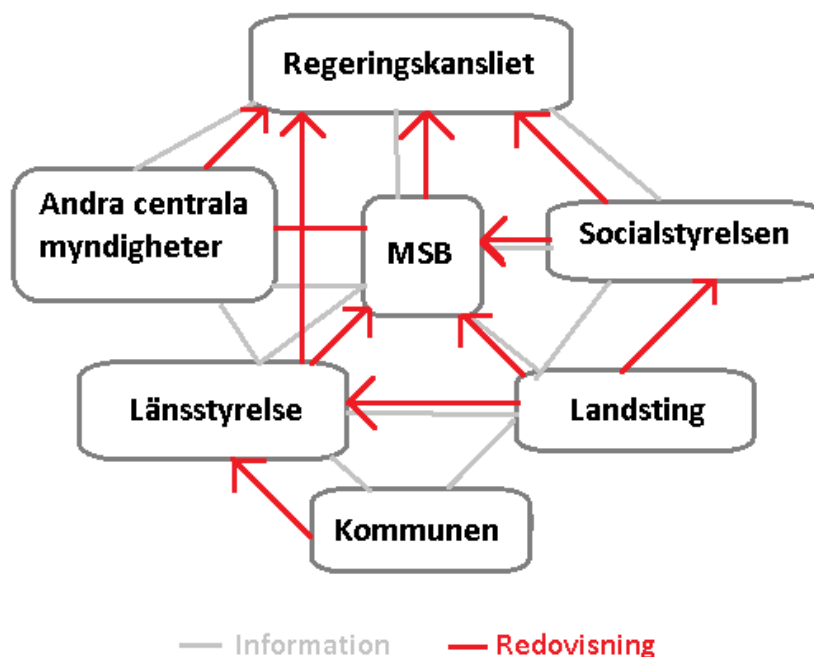 Regeringskansliet
Andra centrala
myndigheter
MSB
Socialstyrelsen
Länsstyrelse
Landsting
Kommunen
Information
Redovisning